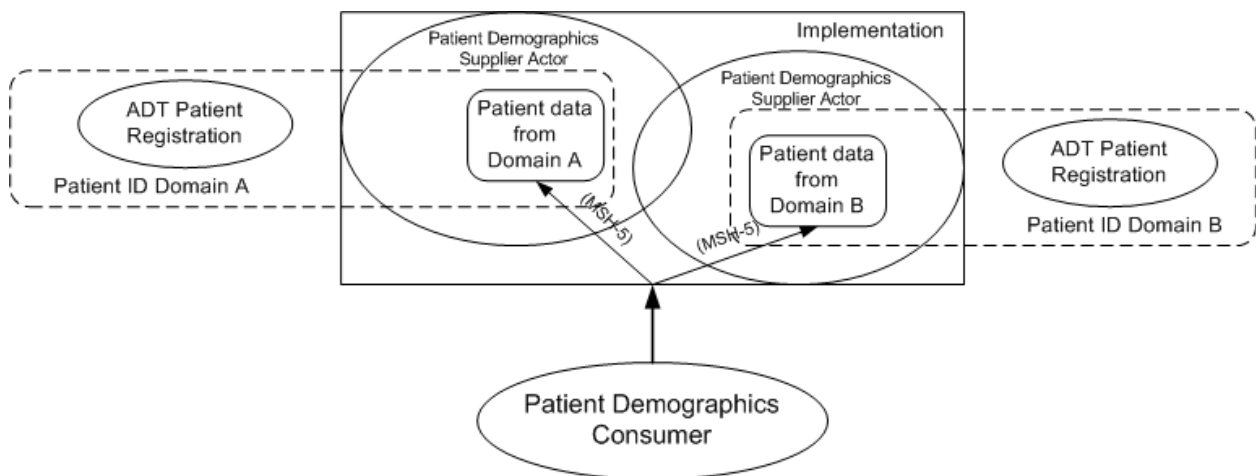 Implementation
Patient Demographics
Supplier Actor
Patient Demographics
Supplier Actor
ADT Patient
Registration
Patient ID Domain A
Patient data
from
Domain A
Patient data
from
Domain B
ADT Patient
Registration
Patient ID Domain B
(MSH-5)
(MSH-5)
Patient Demographics
Consumer